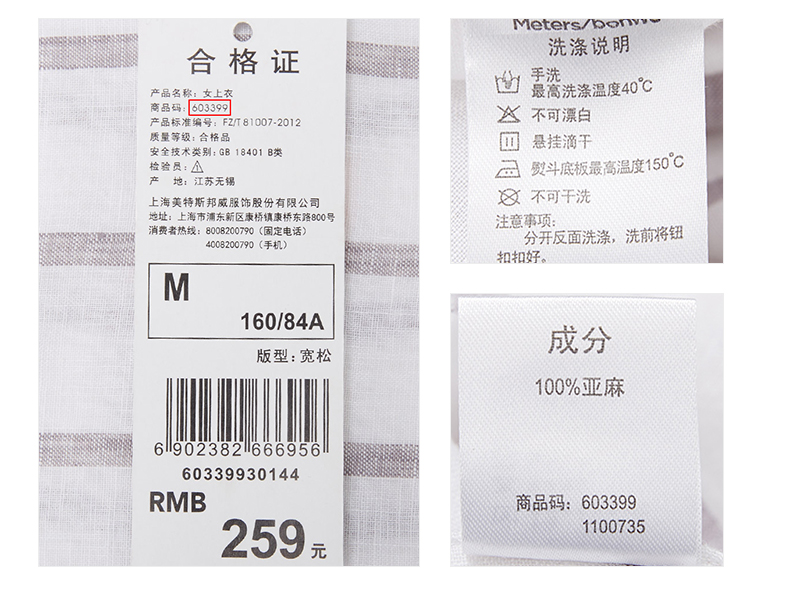 合格证
产品名称: 女上衣
商品码: 603399
产品标准编号: FZ/T 81007-2012
质量等级: 合格品
安全技术类别: GB 18401 B类
检验员:
产 地: 江苏无锡
上海美特斯邦威服饰股份有限公司
地址: 上海市浦东新区康桥镇康桥东路800号
消费者热线: 8008200790 (固定电话)
4008200790 (手机)
M
160/84A
版型: 宽松
6902382666956
60339930144
RMB
259元
Meters/bonwe
洗涤说明
手洗
最高洗涤温度40°C
不可漂白
悬挂滴干
熨斗底板最高温度150°C
不可干洗
注意事项:
分开反面洗涤, 洗前将钮
扣扣好。
成分
100%亚麻
商品码: 603399
1100735